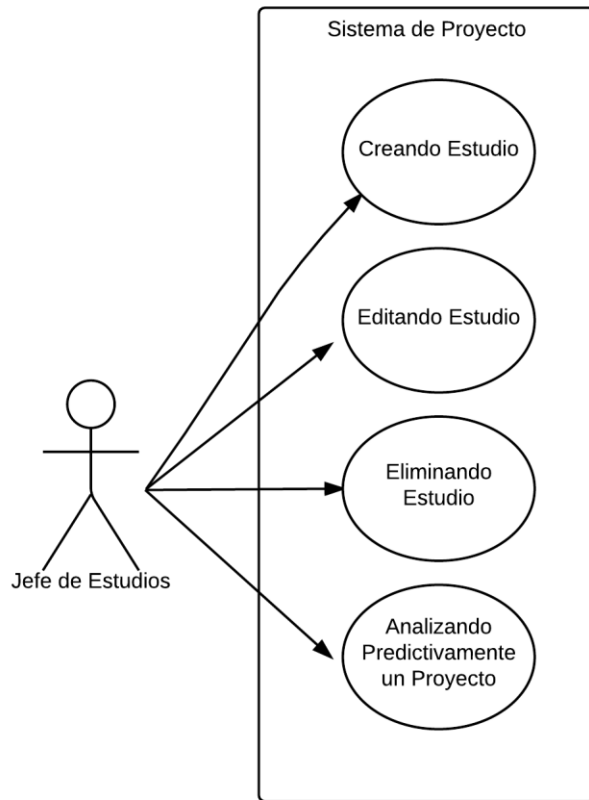 Sistema de Proyecto
Creando Estudio
Editando Estudio
Eliminando
Estudio
Jefe de Estudios
Analizando
Predictivamente
un Proyecto